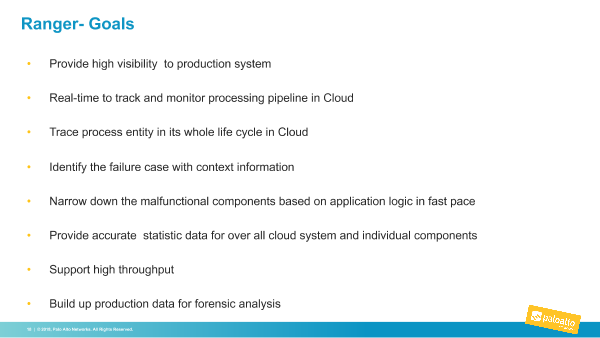 Ranger- Goals
• Provide high visibility  to production system
• Real-time to track and monitor processing pipeline in Cloud
• Trace process entity in its whole life cycle in Cloud
• Identify the failure case with context information
• Narrow down the malfunctional components based on application logic in fast pace
• Provide accurate  statistic data for over all cloud system and individual components
• Support high throughput
• Build up production data for forensic analysis
paloalto
| © 2016, Palo Alto Networks. All Rights Reserved.